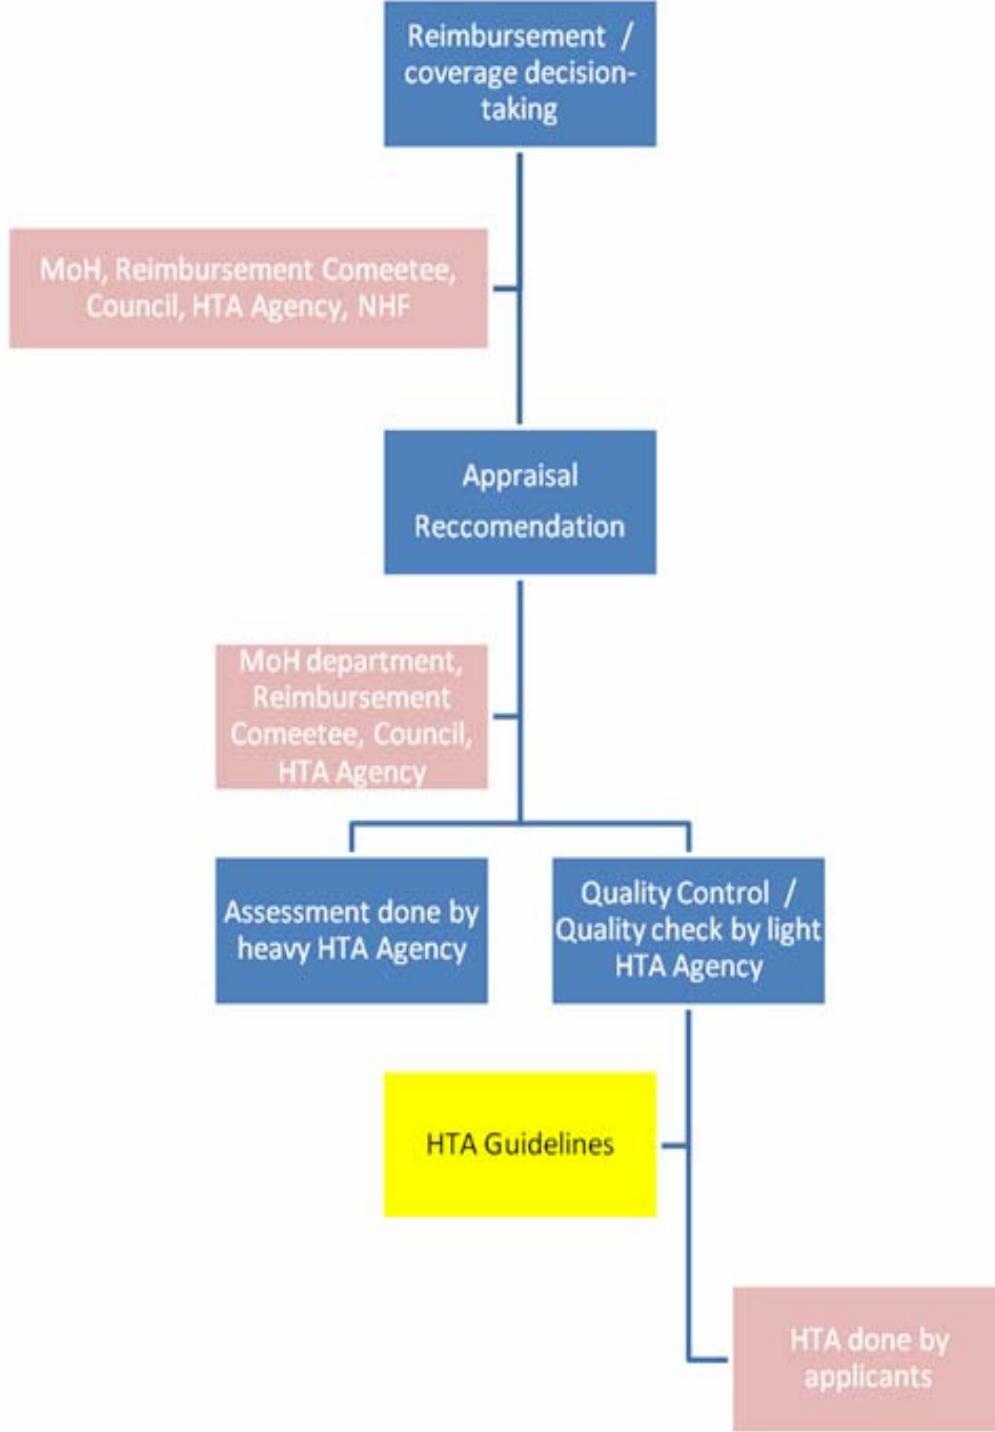 Reimbursement /
coverage decision-
taking
MoH, Reimbursement Comeetee,
Council, HTA Agency, NHF
Appraisal
Reccomendation
MoH department,
Reimbursement
Comeetee, Council,
HTA Agency
Assessment done by
heavy HTA Agency
Quality Control /
Quality check by light
HTA Agency
HTA Guidelines
HTA done by
applicants